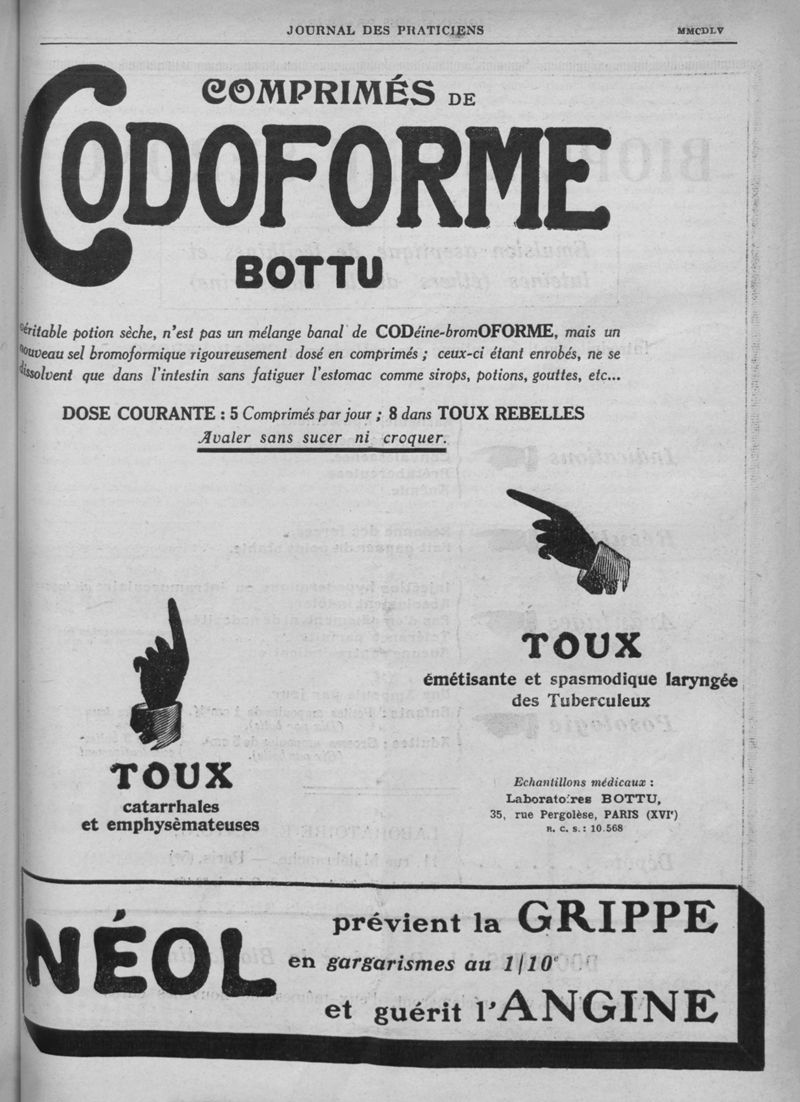 JOURNAL DES PRATICIENS
MMCDLV
COMPRIMÉS DE
CODOFORME
BOTTU
Véritable potion sèche, n'est pas un mélange banal de CODéine-bromOFORME, mais un
nouveau sel bromoformique rigoureusement dosé en comprimés ; ceux-ci étant enrobés, ne se
dissolvent que dans l'intestin sans fatiguer l'estomac comme sirops, potions, gouttes, etc...
DOSE COURANTE : 5 Comprimés par jour ; 8 dans TOUX REBELLES
Avaler sans sucer ni croquer.
TOUX
émétisante et spasmodique laryngée
des Tuberculeux
TOUX
catarrhales
et emphysèmateuses
Echantillons médicaux :
Laboratoires BOTTU,
35, rue Pergolèse, PARIS (XVIe)
R. C. S. : 10.568
NÉOL
prévient la GRIPPE
en gargarismes au 1/10e
et guérit l'ANGINE